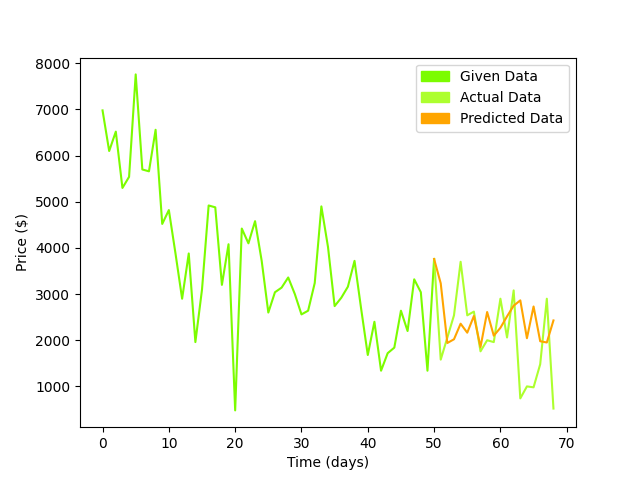 8000
7000
6000
5000
4000
3000
2000
1000
Price ($)
0 10 20 30 40 50 60 70
Time (days)
Given Data
Actual Data
Predicted Data